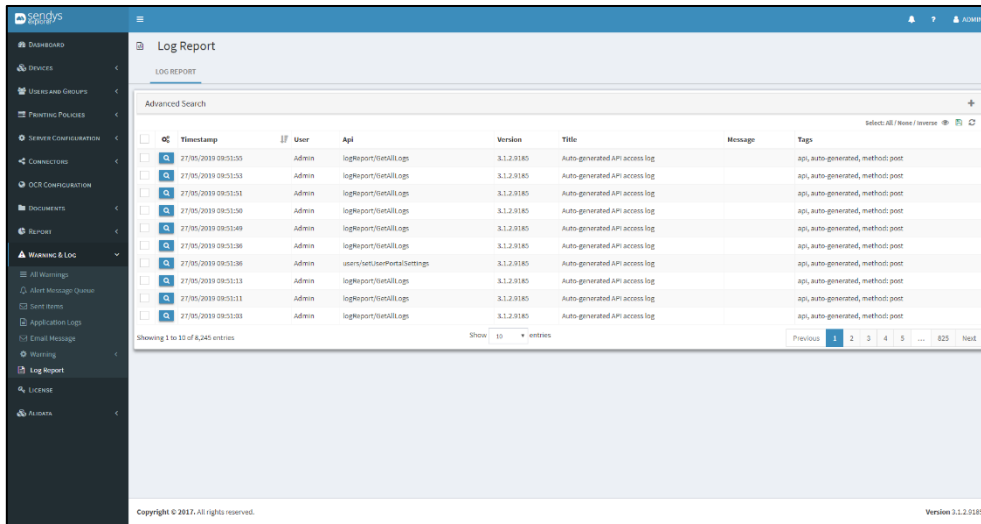 sendys
explorer
ADMIN
DASHBOARD
DEVICES
USERS AND GROUPS
PRINTING POLICIES
SERVER CONFIGURATION
CONNECTORS
OCR CONFIGURATION
DOCUMENTS
REPORT
WARNING & LOG
All Warnings
Alert Message Queue
Sent Items
Application Logs
Email Message
Warning
Log Report
LICENSE
ALIDATA
Log Report
LOG REPORT
Advanced Search
Select: All / None / Inverse
Timestamp User Api Version Title Message Tags
27/05/2019 09:51:55 Admin logReport/GetAllLogs 3.1.2.9185 Auto-generated API access log api, auto-generated, method: post
27/05/2019 09:51:53 Admin logReport/GetAllLogs 3.1.2.9185 Auto-generated API access log api, auto-generated, method: post
27/05/2019 09:51:51 Admin logReport/GetAllLogs 3.1.2.9185 Auto-generated API access log api, auto-generated, method: post
27/05/2019 09:51:50 Admin logReport/GetAllLogs 3.1.2.9185 Auto-generated API access log api, auto-generated, method: post
27/05/2019 09:51:49 Admin logReport/GetAllLogs 3.1.2.9185 Auto-generated API access log api, auto-generated, method: post
27/05/2019 09:51:36 Admin logReport/GetAllLogs 3.1.2.9185 Auto-generated API access log api, auto-generated, method: post
27/05/2019 09:51:36 Admin users/setUserPortalSettings 3.1.2.9185 Auto-generated API access log api, auto-generated, method: post
27/05/2019 09:51:13 Admin logReport/GetAllLogs 3.1.2.9185 Auto-generated API access log api, auto-generated, method: post
27/05/2019 09:51:11 Admin logReport/GetAllLogs 3.1.2.9185 Auto-generated API access log api, auto-generated, method: post
27/05/2019 09:51:03 Admin logReport/GetAllLogs 3.1.2.9185 Auto-generated API access log api, auto-generated, method: post
Showing 1 to 10 of 8,245 entries Show 10 entries Previous 1 2 3 4 5 ... 825 Next
Copyright © 2017. All rights reserved. Version 3.1.2.9185